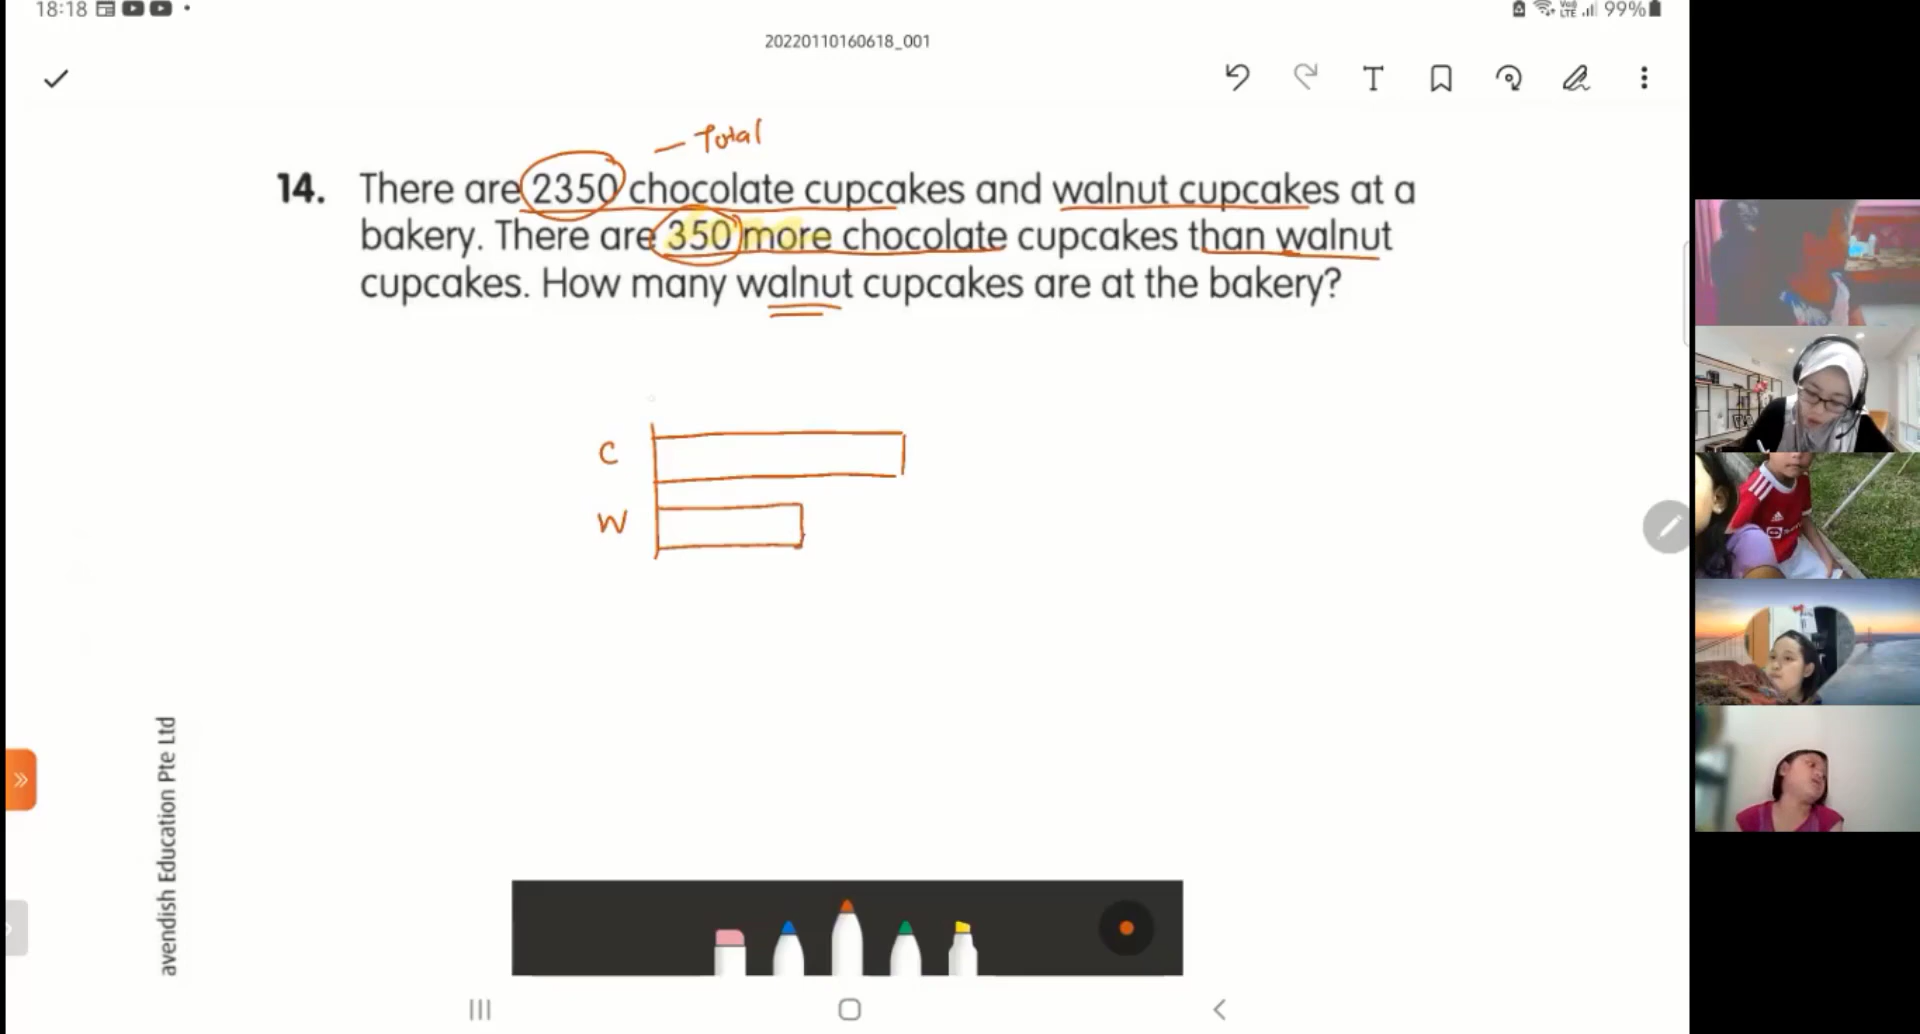 18:18
99%
20220110160618_001
T
— Total
14. There are 2350 chocolate cupcakes and walnut cupcakes at a
bakery. There are 350 more chocolate cupcakes than walnut
cupcakes. How many walnut cupcakes are at the bakery?
C
W
avendish Education Pte Ltd